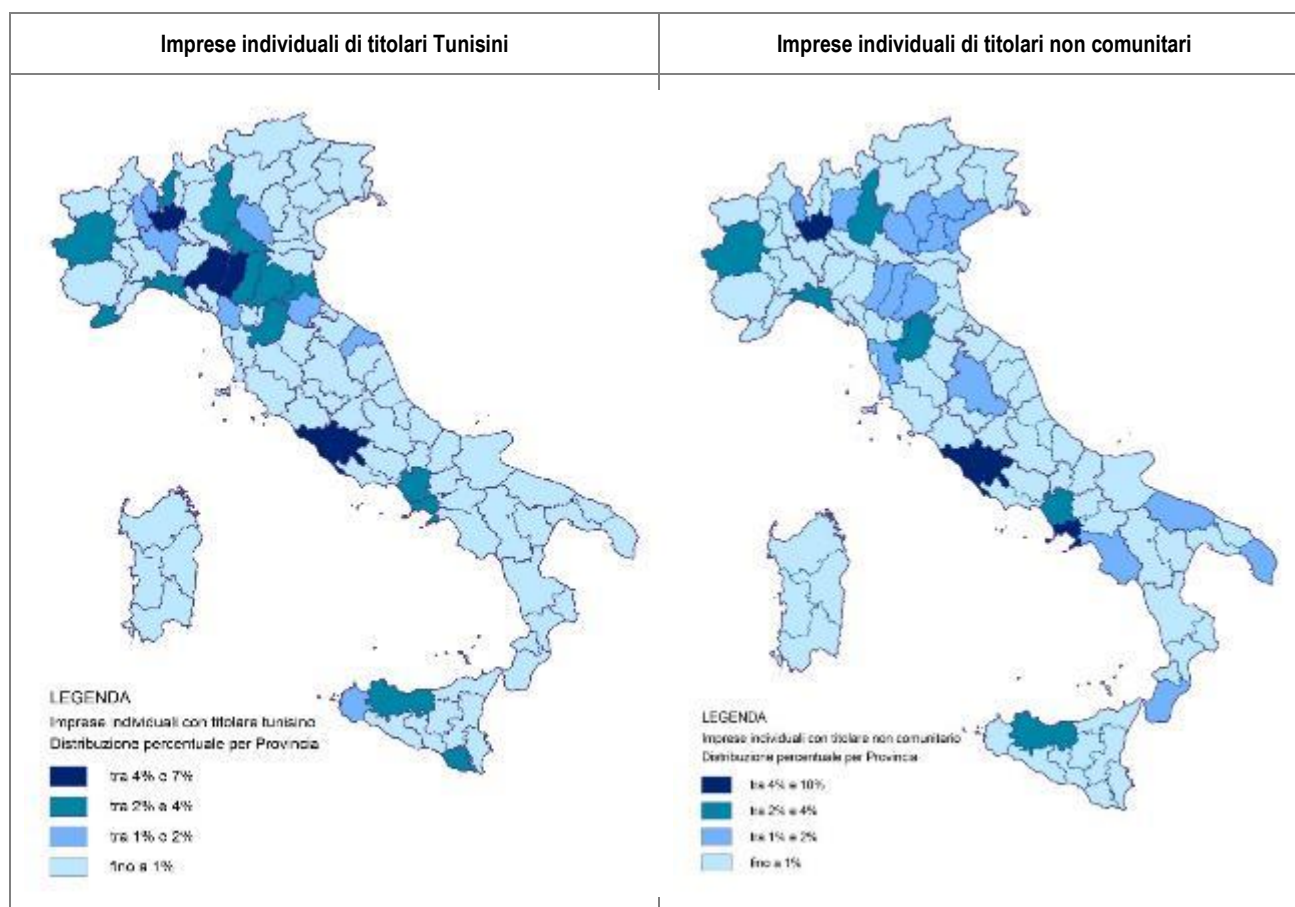 Imprese individuali di titolari Tunisini
Imprese individuali di titolari non comunitari
LEGENDA
Imprese individuali con titolare tunisino
Distribuzione percentuale per Provincia
tra 4% e 7%
tra 2% e 4%
tra 1% e 2%
fino a 1%
LEGENDA
Imprese individuali con titolare non comunitario
Distribuzione percentuale per Provincia
tra 4% e 10%
tra 2% e 4%
tra 1% e 2%
fino a 1%